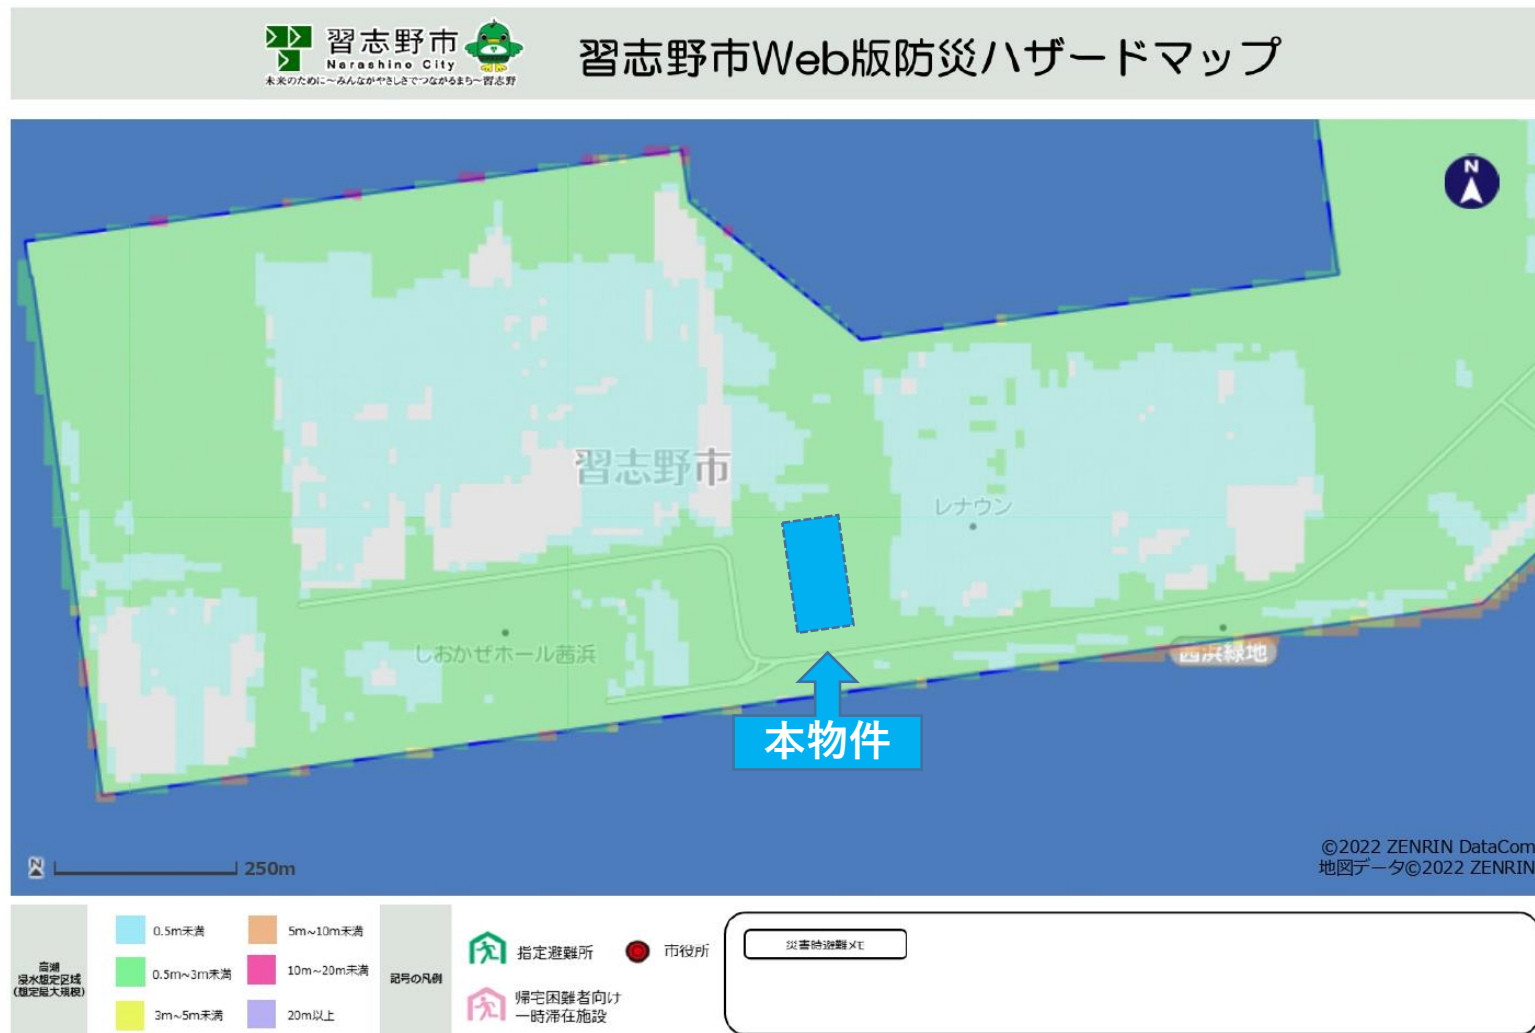 習志野市
Narashino City
未来のために～みんながやさしさでつながるまち～習志野
習志野市Web版防災ハザードマップ
N
習志野市
レナウン
しおかぜホール茜浜
茜浜緑地
本物件
N
250m
©2022 ZENRIN DataCom
地図データ©2022 ZENRIN
高潮
浸水想定区域
(想定最大規模)
0.5m未満
0.5m~3m未満
3m~5m未満
5m~10m未満
10m~20m未満
20m以上
記号の凡例
指定避難所
市役所
帰宅困難者向け
一時滞在施設
災害時避難メモ